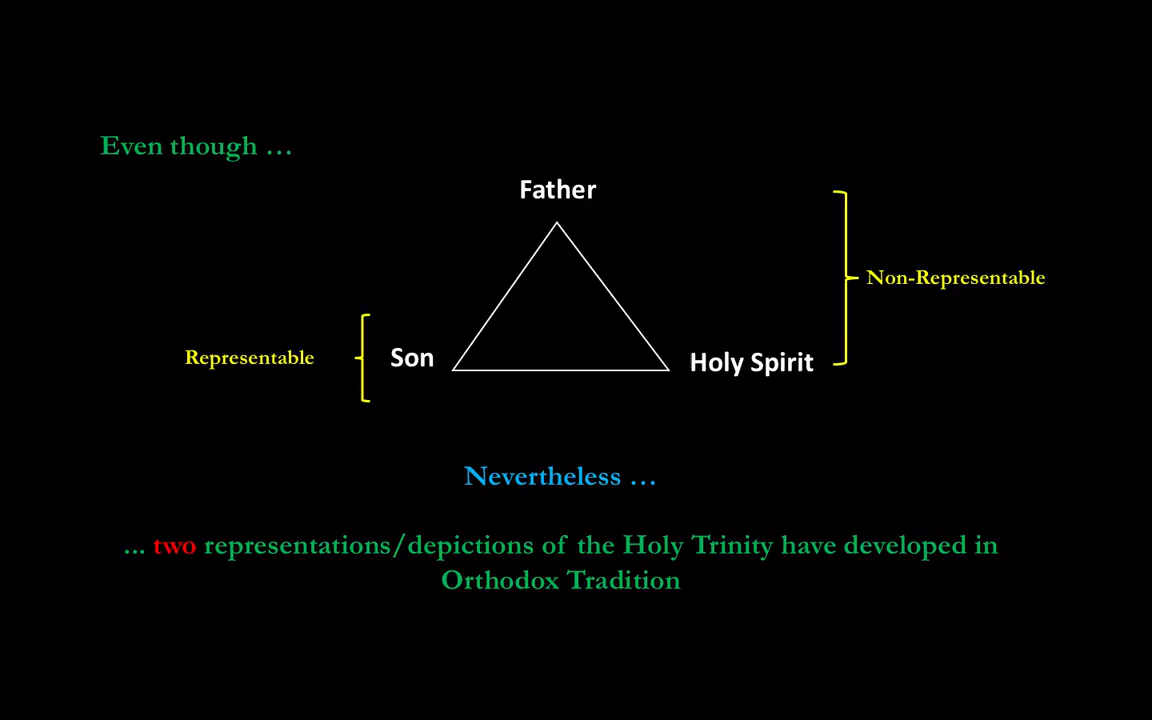 Even though …
Father
Non-Representable
Representable
Son
Holy Spirit
Nevertheless …
... two representations/depictions of the Holy Trinity have developed in
Orthodox Tradition